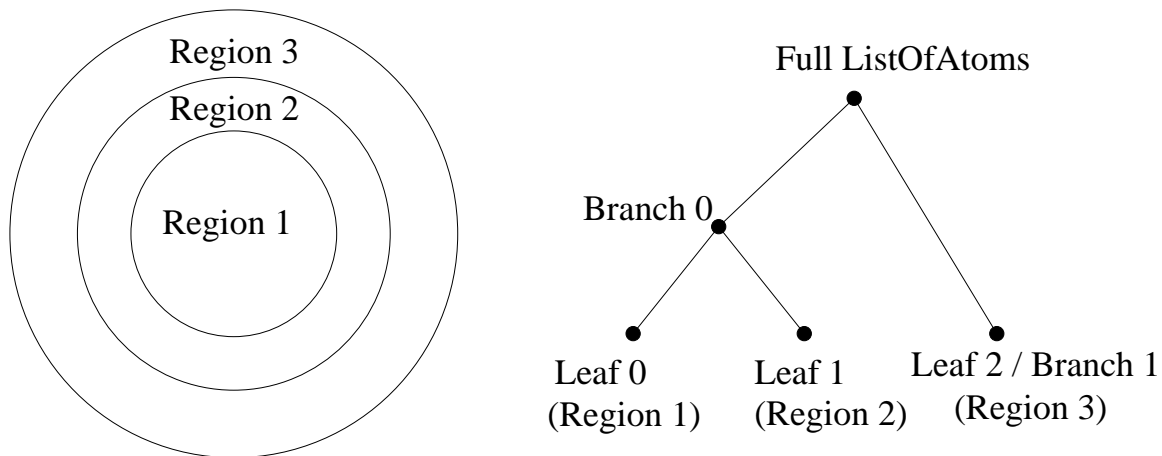 Region 3
Region 2
Region 1
Full ListOfAtoms
Branch 0
Leaf 0
(Region 1)
Leaf 1
(Region 2)
Leaf 2 / Branch 1
(Region 3)